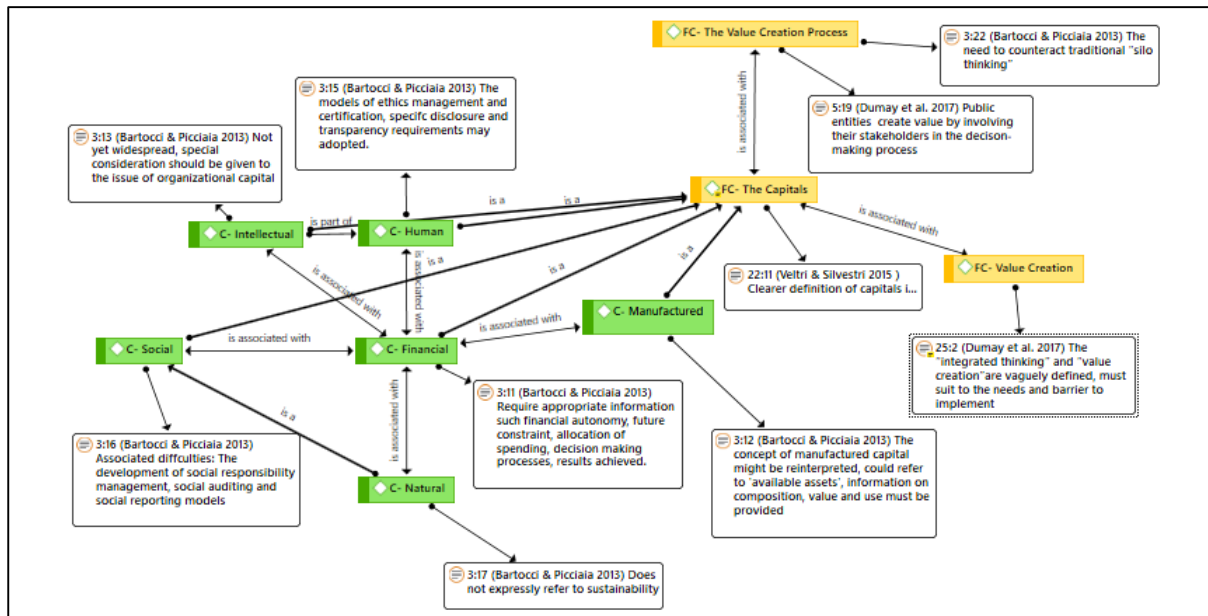 FC- The Value Creation Process
3:22 (Bartocci & Picciaia 2013) The
need to counteract traditional "silo
thinking"
3:15 (Bartocci & Picciaia 2013) The
models of ethics management and
certification, specifc disclosure and
transparency requirements may
adopted.
is associated with
5:19 (Dumay et al. 2017) Public
entities create value by involving
their stakeholders in the decison-
making process
3:13 (Bartocci & Picciaia 2013) Not
yet widespread, special
consideration should be given to
the issue of organizational capital
FC- The Capitals
is a
is a
is part of
C- Intellectual
C- Human
is associated with
FC- Value Creation
is associated with
is associated with
is a
is a
22:11 (Veltri & Silvestri 2015 )
Clearer definition of capitals i...
C- Manufactured
is associated with
is associated with
C- Social
C- Financial
25:2 (Dumay et al. 2017) The
"integrated thinking" and "value
creation"are vaguely defined, must
suit to the needs and barrier to
implement
is a
is associated with
3:11 (Bartocci & Picciaia 2013)
Require appropriate information
such financial autonomy, future
constraint, allocation of
spending, decision making
processes, results achieved.
3:16 (Bartocci & Picciaia 2013)
Associated diffculties: The
development of social responsibility
management, social auditing and
social reporting models
3:12 (Bartocci & Picciaia 2013) The
concept of manufactured capital
might be reinterpreted, could refer
to 'available assets', information on
composition, value and use must be
provided
C- Natural
3:17 (Bartocci & Picciaia 2013) Does
not expressly refer to sustainability